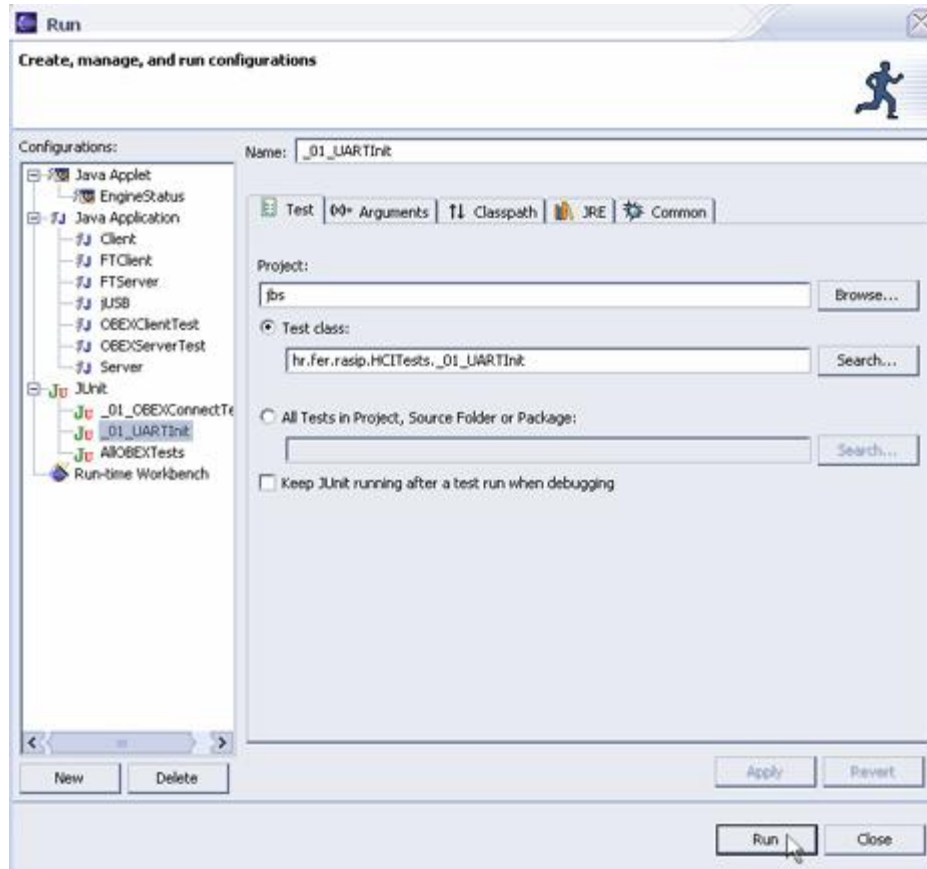 Run
Create, manage, and run configurations
Configurations:
Name: _01_UARTInit
Java Applet
EngineStatus
Java Application
Client
FTClient
FTServer
jUSB
OBEXClientTest
OBEXServerTest
Server
JUnit
_01_OBEXConnectTe
_01_UARTInit
AllOBEXTests
Run-time Workbench
New Delete
Test (x)= Arguments Classpath JRE Common
Project:
jbs Browse...
Test class:
hr.fer.rasip.HCITests._01_UARTInit Search...
All Tests in Project, Source Folder or Package:
Search...
Keep JUnit running after a test run when debugging
Apply Revert
Run Close